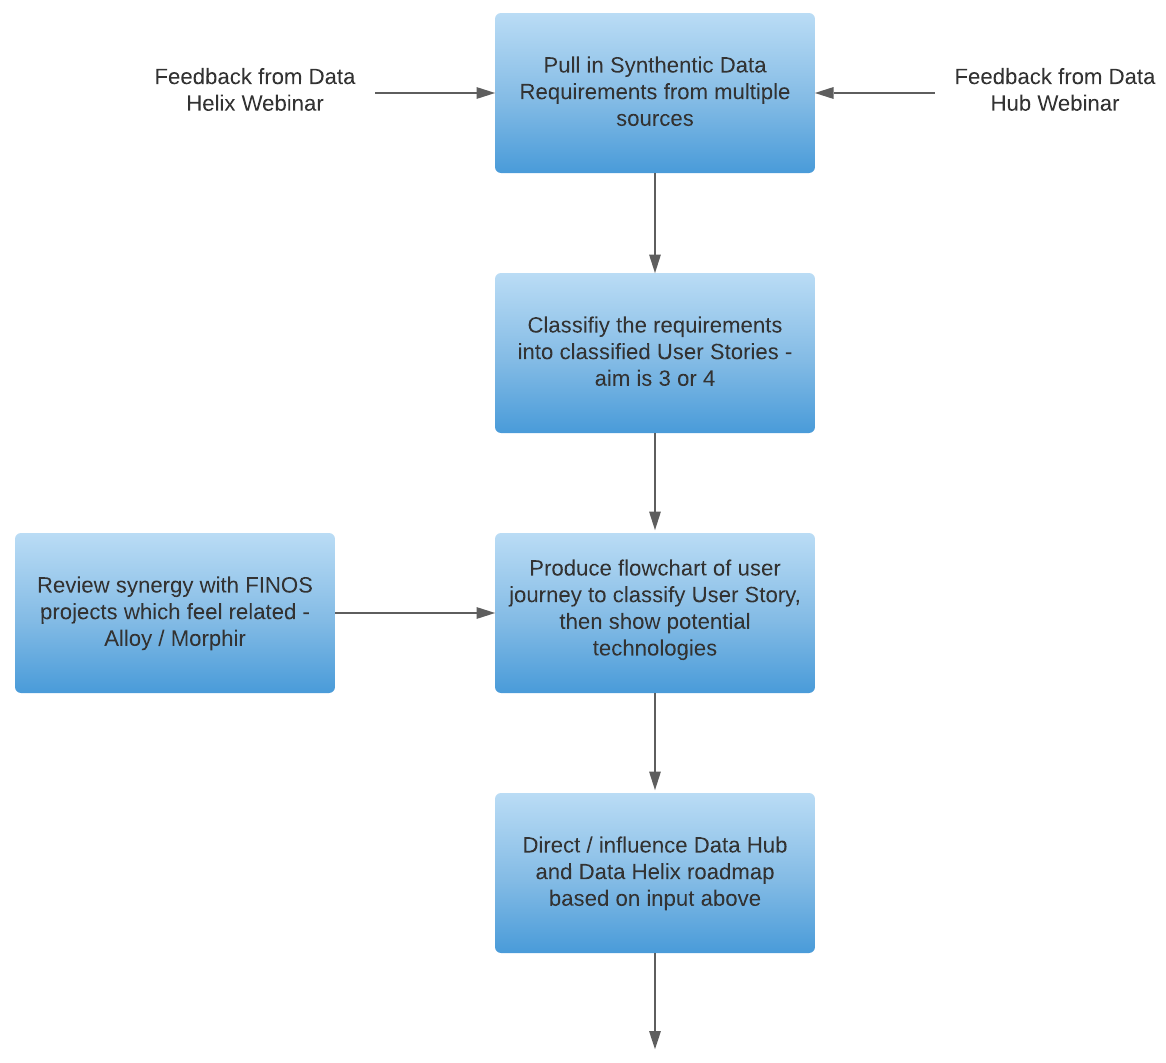 Feedback from Data
Helix Webinar
Pull in Synthentic Data
Requirements from multiple
sources
Feedback from Data
Hub Webinar
Classifiy the requirements
into classified User Stories -
aim is 3 or 4
Review synergy with FINOS
projects which feel related -
Alloy / Morphir
Produce flowchart of user
journey to classify User Story,
then show potential
technologies
Direct / influence Data Hub
and Data Helix roadmap
based on input above